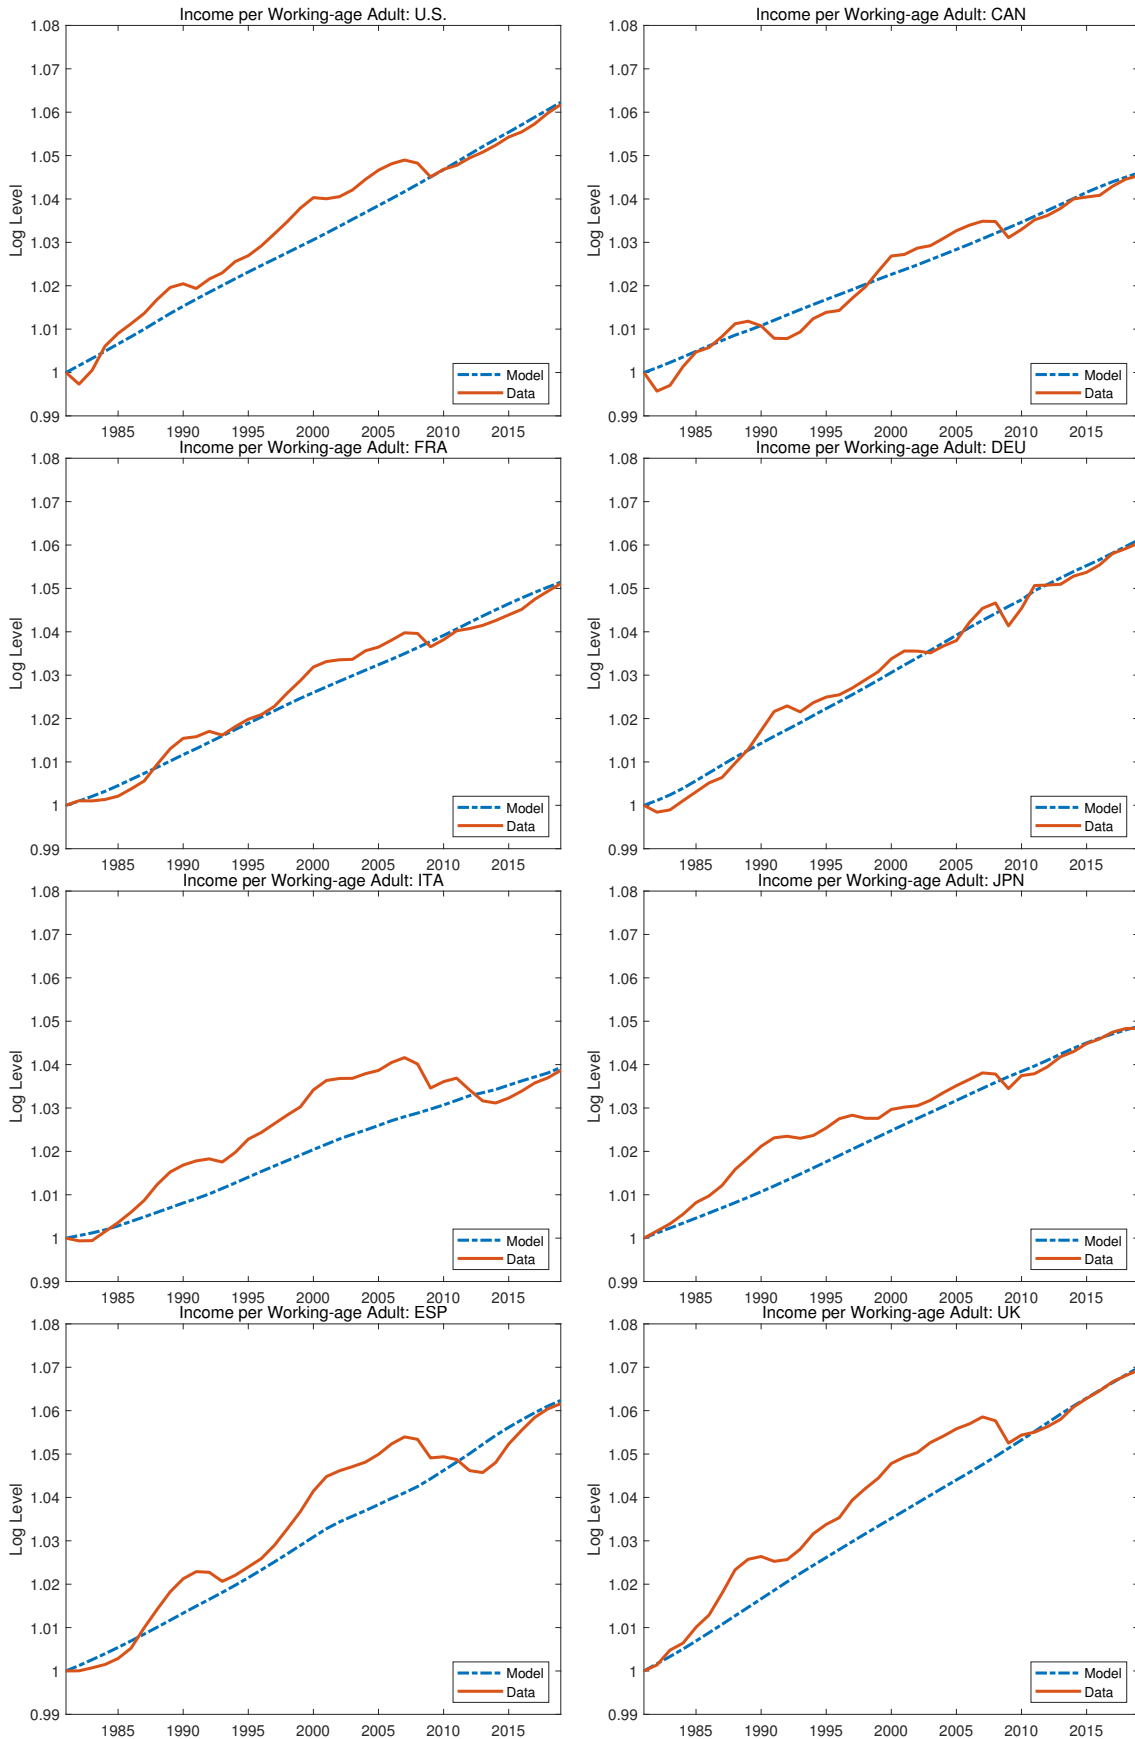 Income per Working-age Adult: U.S.
1.08
1.07
1.06
1.05
1.04
1.03
1.02
1.01
1
0.99
Log Level
Model
Data
1985 1990 1995 2000 2005 2010 2015
Income per Working-age Adult: CAN
1.08
1.07
1.06
1.05
1.04
1.03
1.02
1.01
1
0.99
Log Level
Model
Data
1985 1990 1995 2000 2005 2010 2015
Income per Working-age Adult: FRA
1.08
1.07
1.06
1.05
1.04
1.03
1.02
1.01
1
0.99
Log Level
Model
Data
1985 1990 1995 2000 2005 2010 2015
Income per Working-age Adult: DEU
1.08
1.07
1.06
1.05
1.04
1.03
1.02
1.01
1
0.99
Log Level
Model
Data
1985 1990 1995 2000 2005 2010 2015
Income per Working-age Adult: ITA
1.08
1.07
1.06
1.05
1.04
1.03
1.02
1.01
1
0.99
Log Level
Model
Data
1985 1990 1995 2000 2005 2010 2015
Income per Working-age Adult: JPN
1.08
1.07
1.06
1.05
1.04
1.03
1.02
1.01
1
0.99
Log Level
Model
Data
1985 1990 1995 2000 2005 2010 2015
Income per Working-age Adult: ESP
1.08
1.07
1.06
1.05
1.04
1.03
1.02
1.01
1
0.99
Log Level
Model
Data
1985 1990 1995 2000 2005 2010 2015
Income per Working-age Adult: UK
1.08
1.07
1.06
1.05
1.04
1.03
1.02
1.01
1
0.99
Log Level
Model
Data
1985 1990 1995 2000 2005 2010 2015